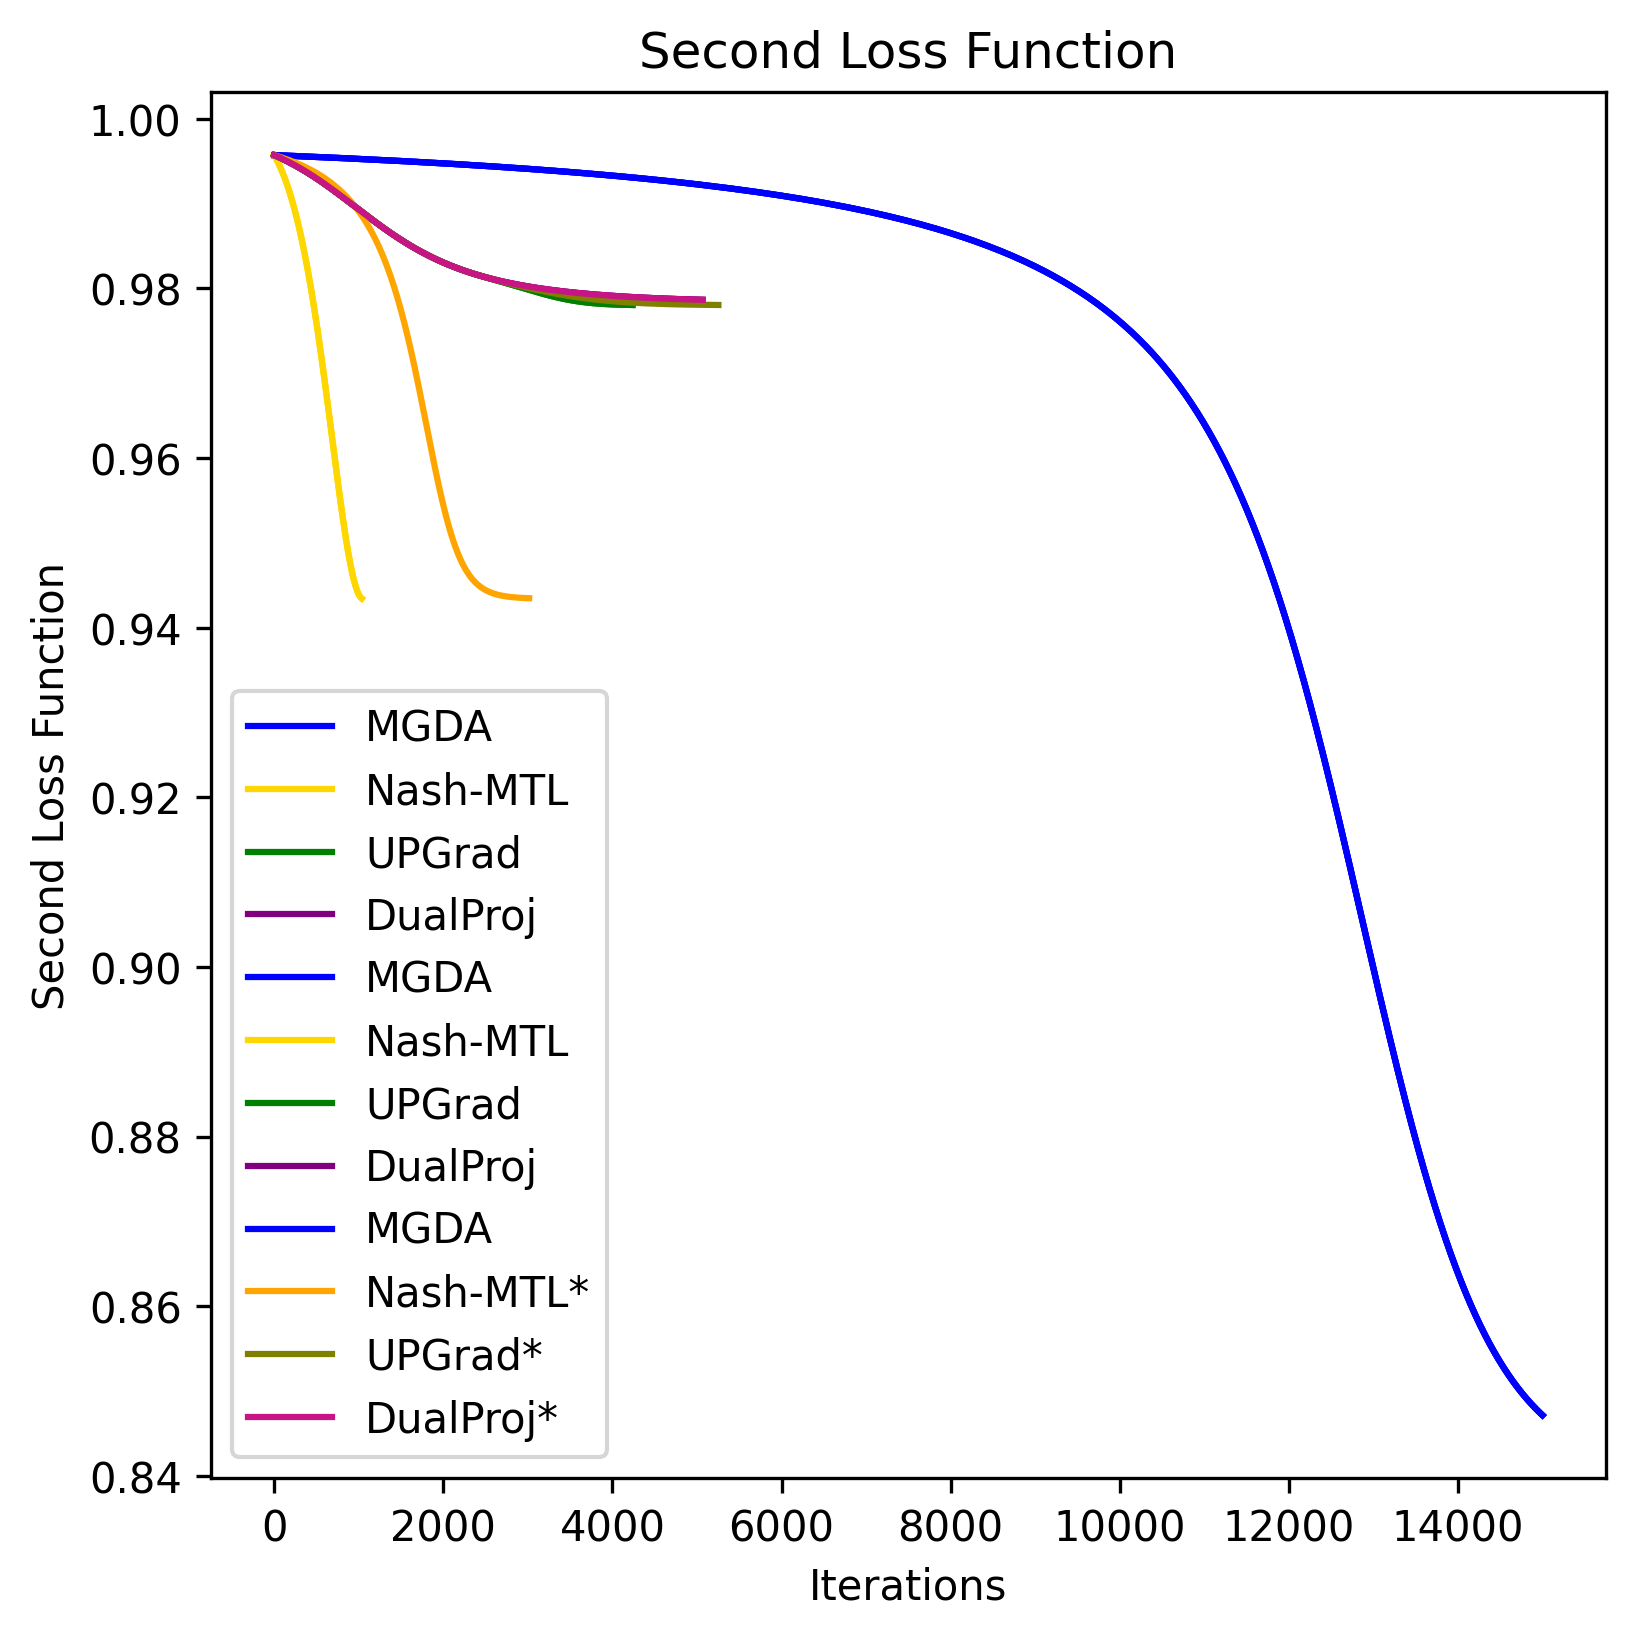 Second Loss Function
Second Loss Function
1.00
0.98
0.96
0.94
0.92
0.90
0.88
0.86
0.84
MGDA
Nash-MTL
UPGrad
DualProj
MGDA
Nash-MTL
UPGrad
DualProj
MGDA
Nash-MTL*
UPGrad*
DualProj*
0 2000 4000 6000 8000 10000 12000 14000
Iterations